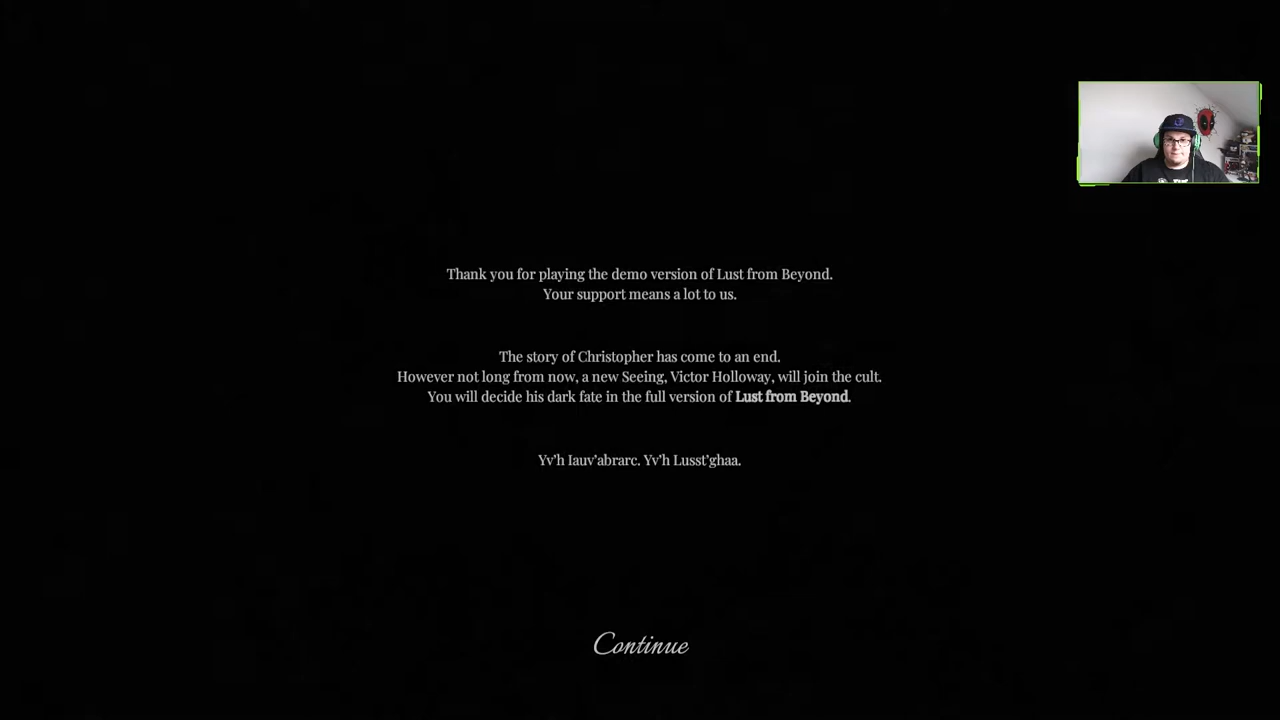 Thank you for playing the demo version of Lust from Beyond.
Your support means a lot to us.
The story of Christopher has come to an end.
However not long from now, a new Seeing, Victor Holloway, will join the cult.
You will decide his dark fate in the full version of Lust from Beyond.
Yv'h Iauv'abrarc. Yv'h Lusst'ghaa.
Continue